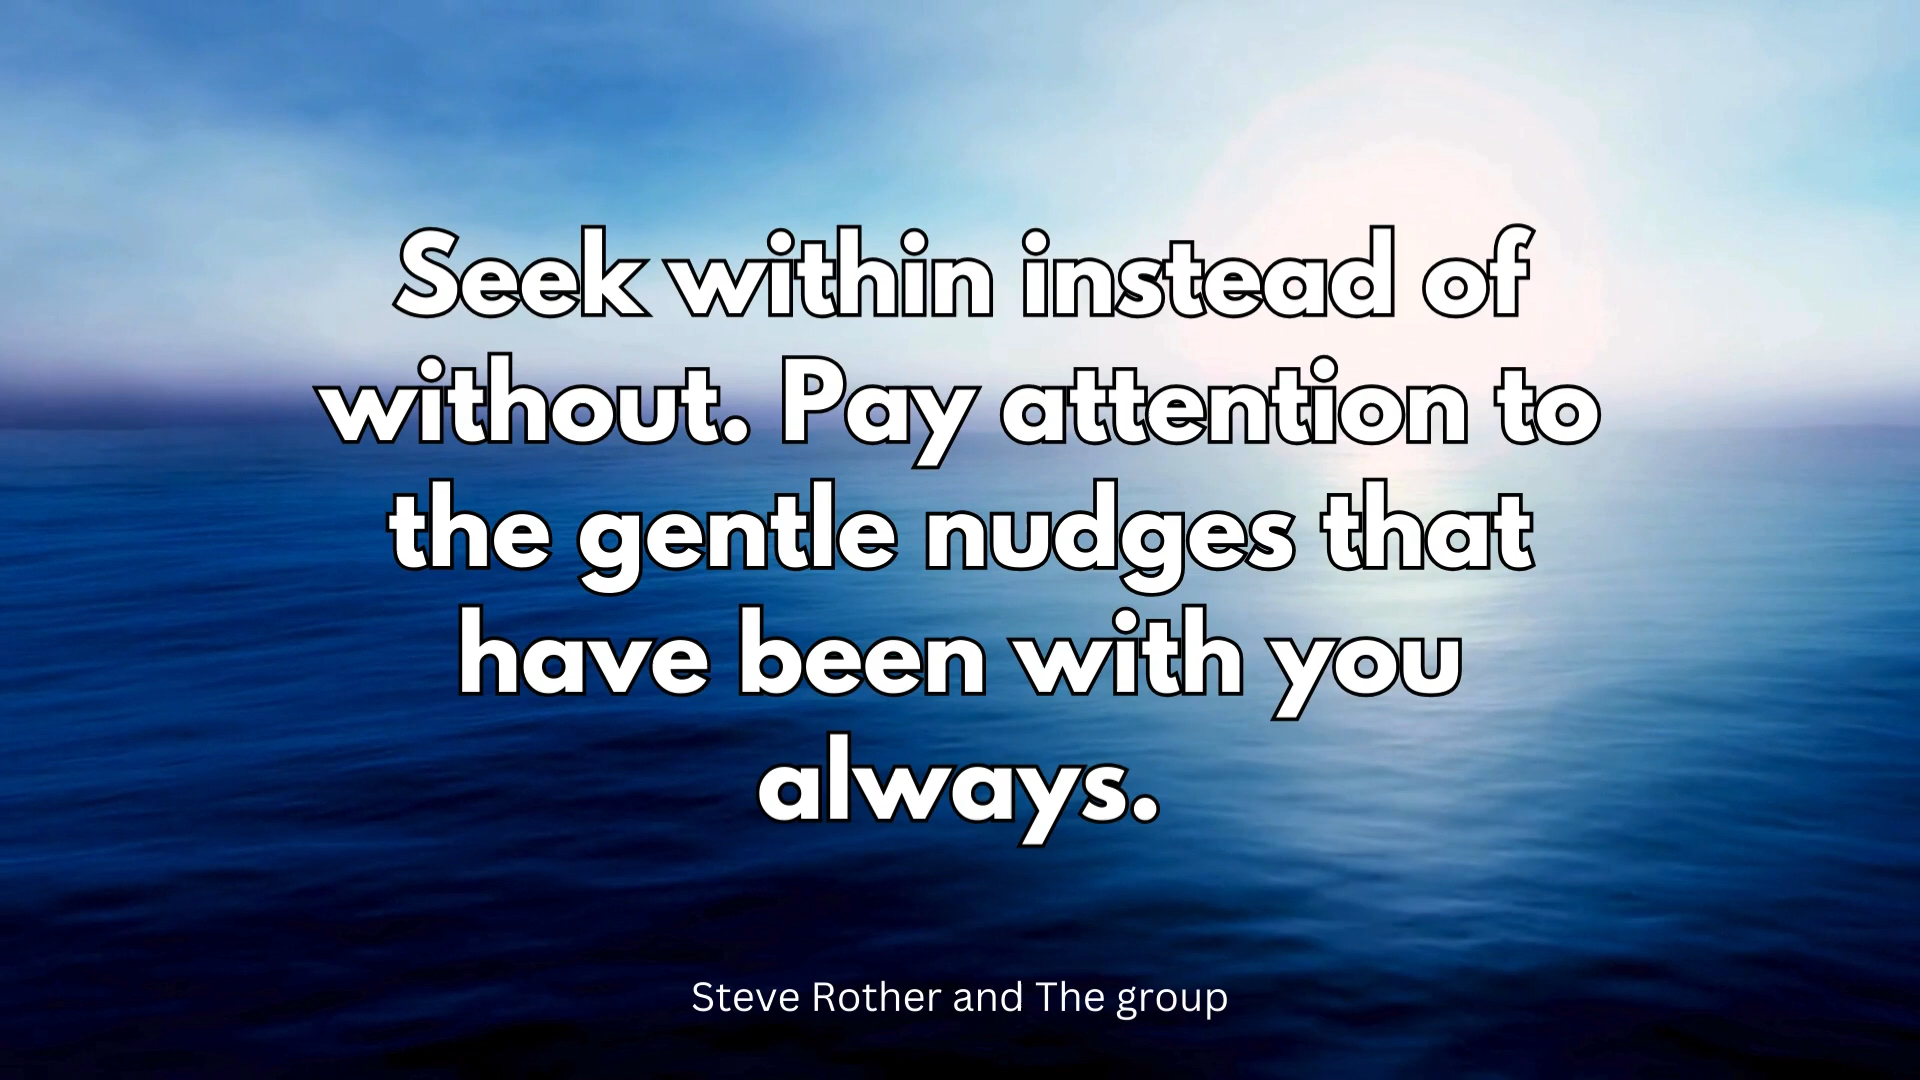 Seek within instead of
without. Pay attention to
the gentle nudges that
have been with you
always.
Steve Rother and The group